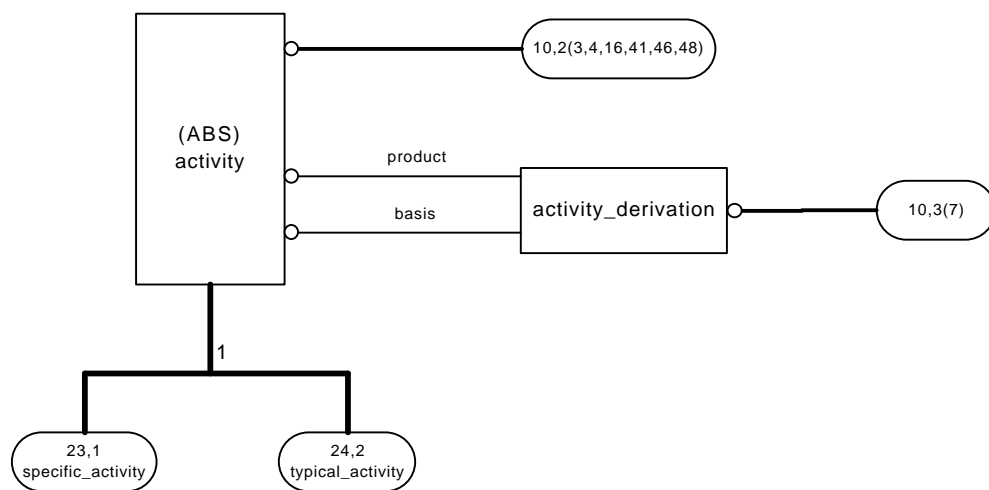 10,2(3,4,16,41,46,48)
(ABS)
activity
product
activity_derivation
10,3(7)
basis
1
23,1
specific_activity
24,2
typical_activity